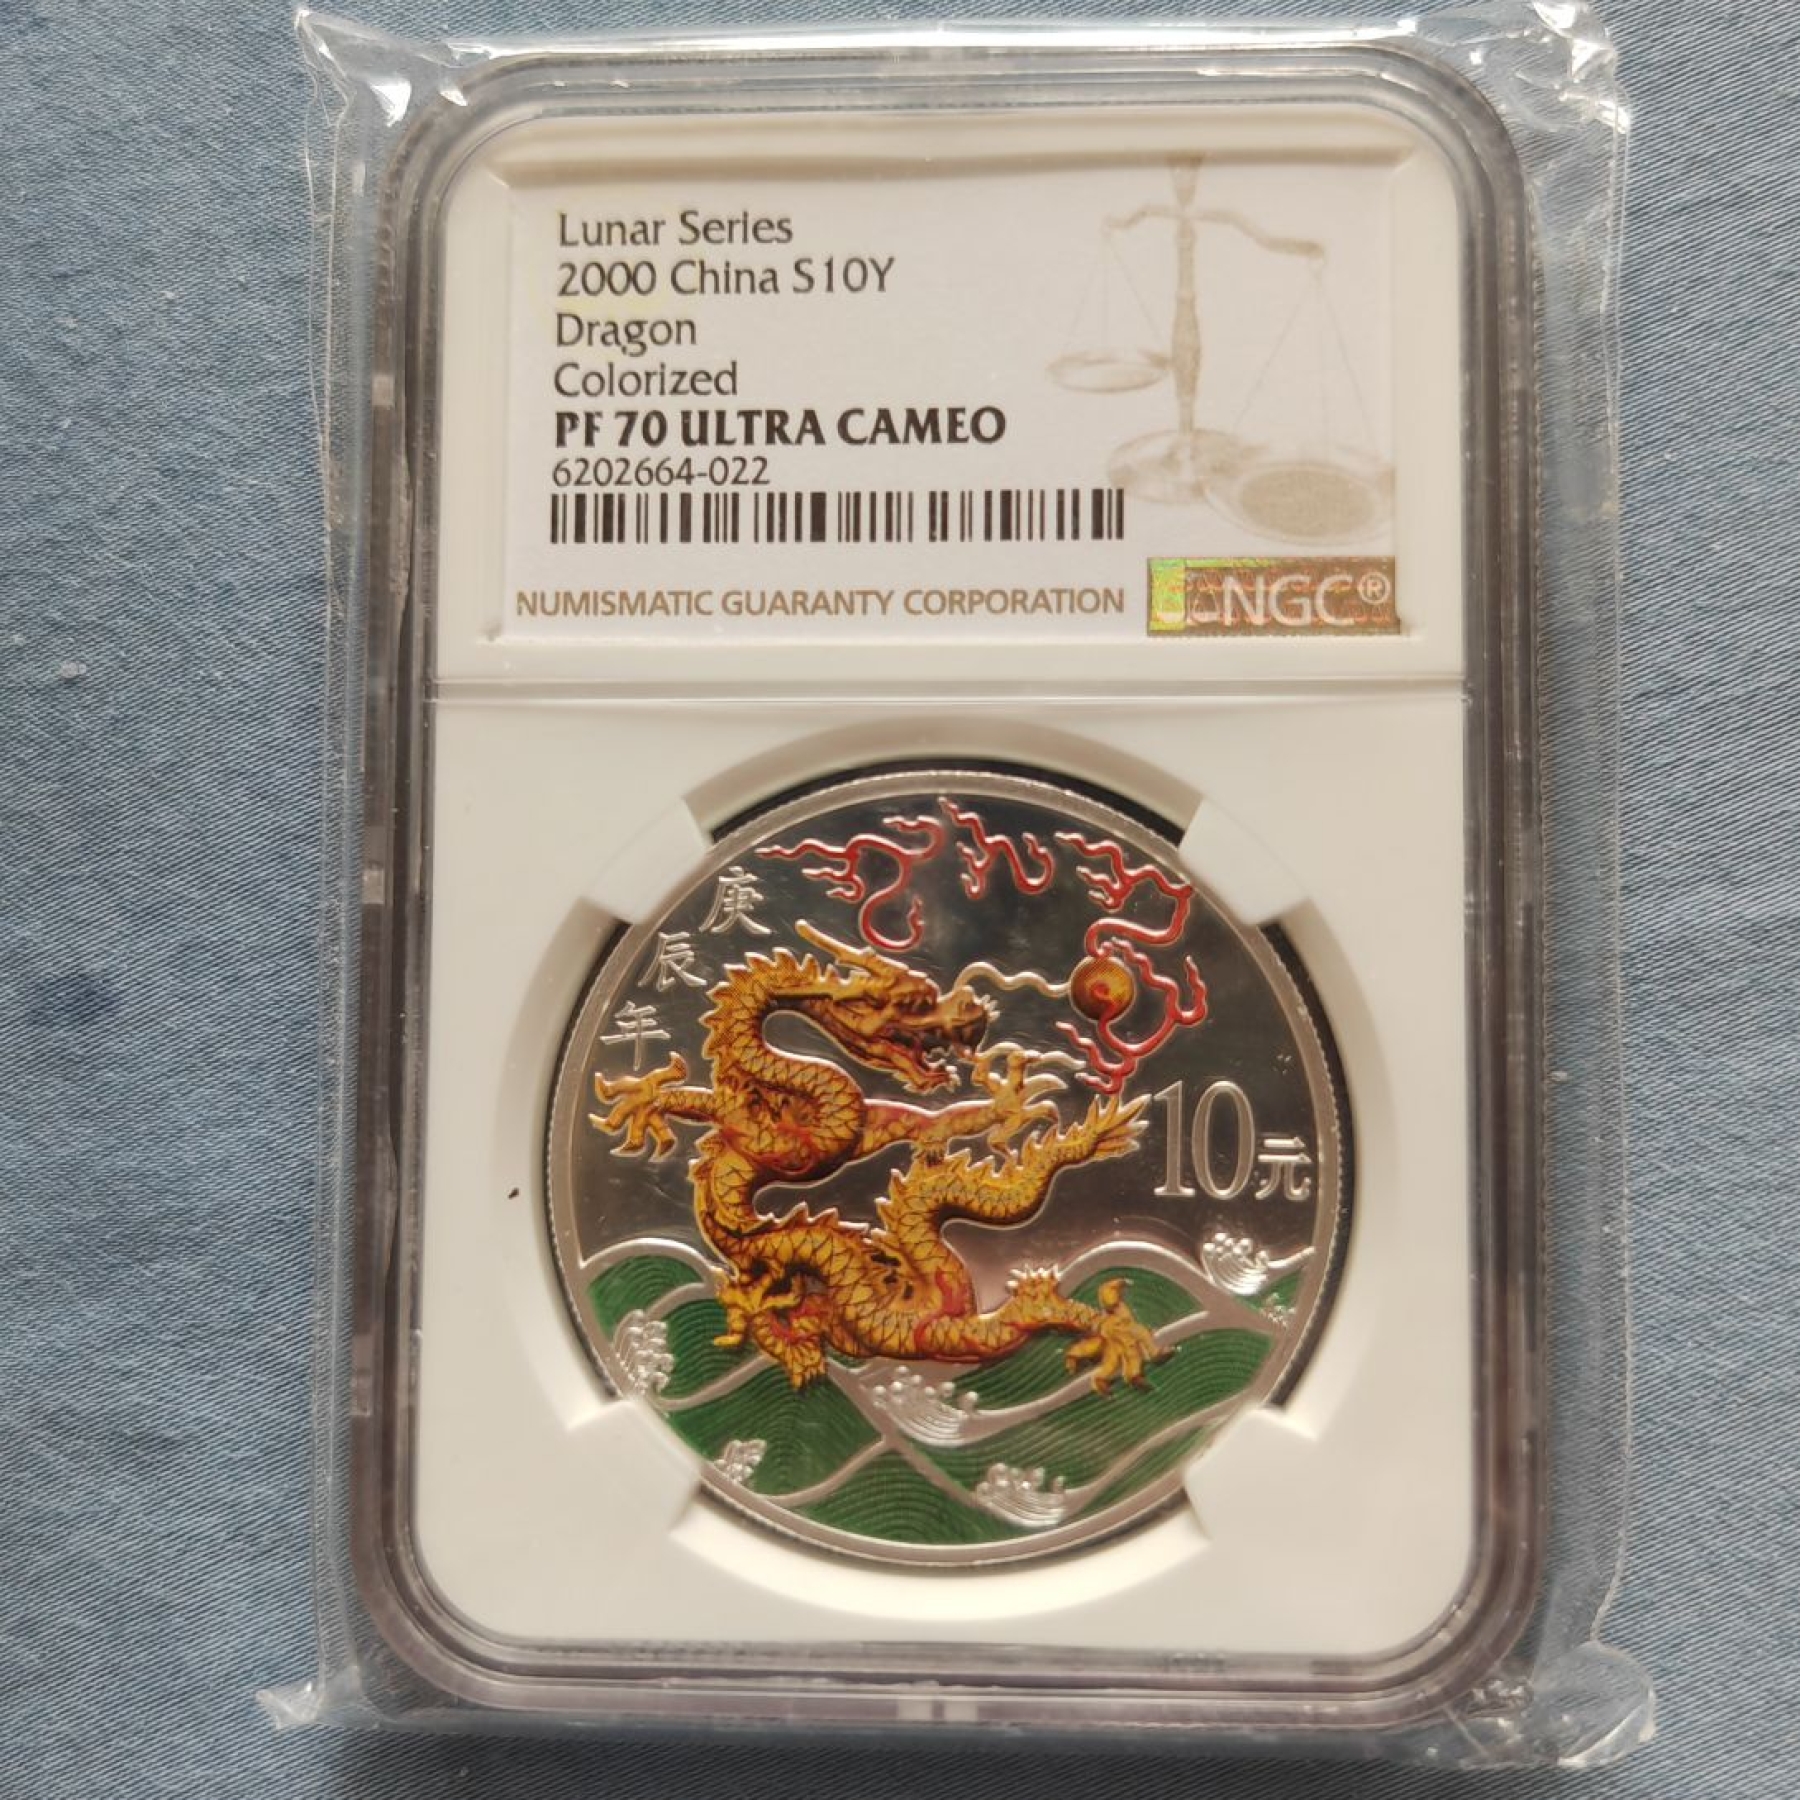 Lunar Series
2000 China S10Y
Dragon
Colorized
PF 70 ULTRA CAMEO
6202664-022
NUMISMATIC GUARANTY CORPORATION
NGC®
庚辰年
10元